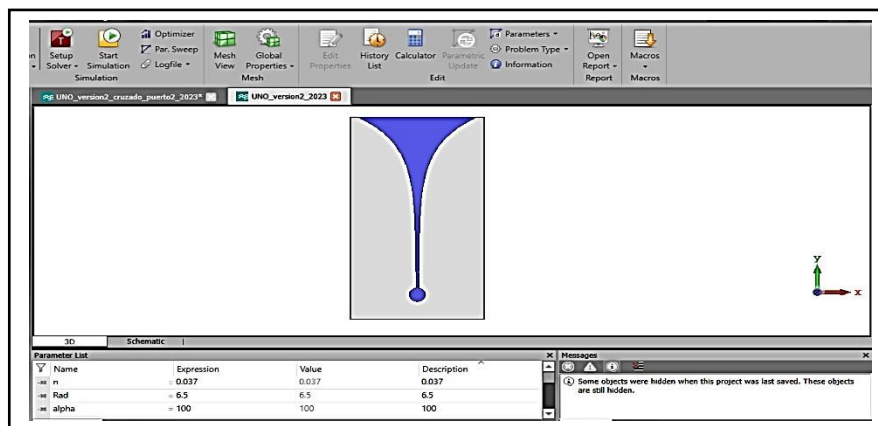 Setup Solver
Start Simulation
Optimizer
Par. Sweep
Logfile
Simulation
Mesh View
Global Properties
Mesh
Edit Properties
History List
Calculator
Parametric Update
Parameters
Problem Type
Information
Edit
Open Report
Report
Macros
Macros
UNO_version2_cruzado_puerto2_2023*
UNO_version2_2023
y
x
3D
Schematic
Parameter List
Name Expression Value Description
n = 0.037 0.037 0.037
Rad = 6.5 6.5 6.5
alpha = 100 100 100
Messages
Some objects were hidden when this project was last saved. These objects
are still hidden.